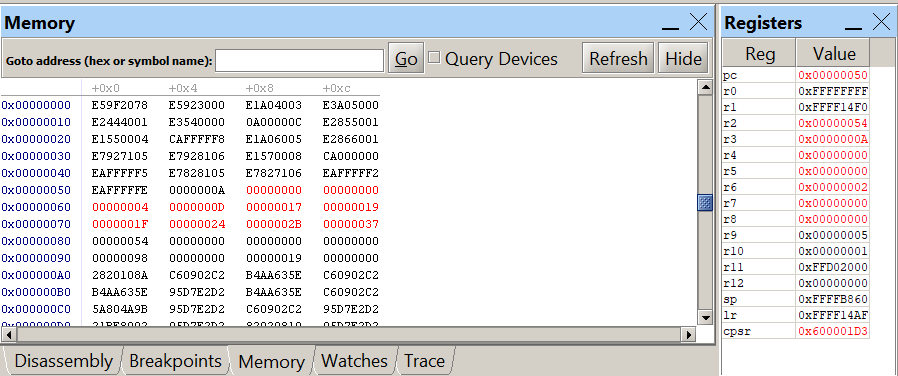 Memory
Goto address (hex or symbol name): Go Query Devices Refresh Hide
+0x0 +0x4 +0x8 +0xc
0x00000000 E59F2078 E5923000 E1A04003 E3A05000
0x00000010 E2444001 E3540000 0A00000C E2855001
0x00000020 E1550004 CAFFFFF8 E1A06005 E2866001
0x00000030 E7927105 E7928106 E1570008 CA000000
0x00000040 EAFFFFF5 E7828105 E7827106 EAFFFFF2
0x00000050 EAFFFFFE 0000000A 00000000 00000000
0x00000060 00000004 0000000D 00000017 00000019
0x00000070 0000001F 00000024 0000002B 00000037
0x00000080 00000054 00000000 00000000 00000000
0x00000090 00000098 00000000 00000019 00000000
0x000000A0 2820108A C60902C2 B4AA635E C60902C2
0x000000B0 B4AA635E 95D7E2D2 B4AA635E C60902C2
0x000000C0 5A804A9B 95D7E2D2 C60902C2 95D7E2D2
Disassembly Breakpoints Memory Watches Trace
Registers
Reg Value
pc 0x00000050
r0 0xFFFFFFFF
r1 0xFFFF14F0
r2 0x00000054
r3 0x0000000A
r4 0x00000000
r5 0x00000000
r6 0x00000002
r7 0x00000000
r8 0x00000000
r9 0x00000005
r10 0x00000001
r11 0xFFD02000
r12 0x00000000
sp 0xFFFFB860
lr 0xFFFF14AF
cpsr 0x600001D3